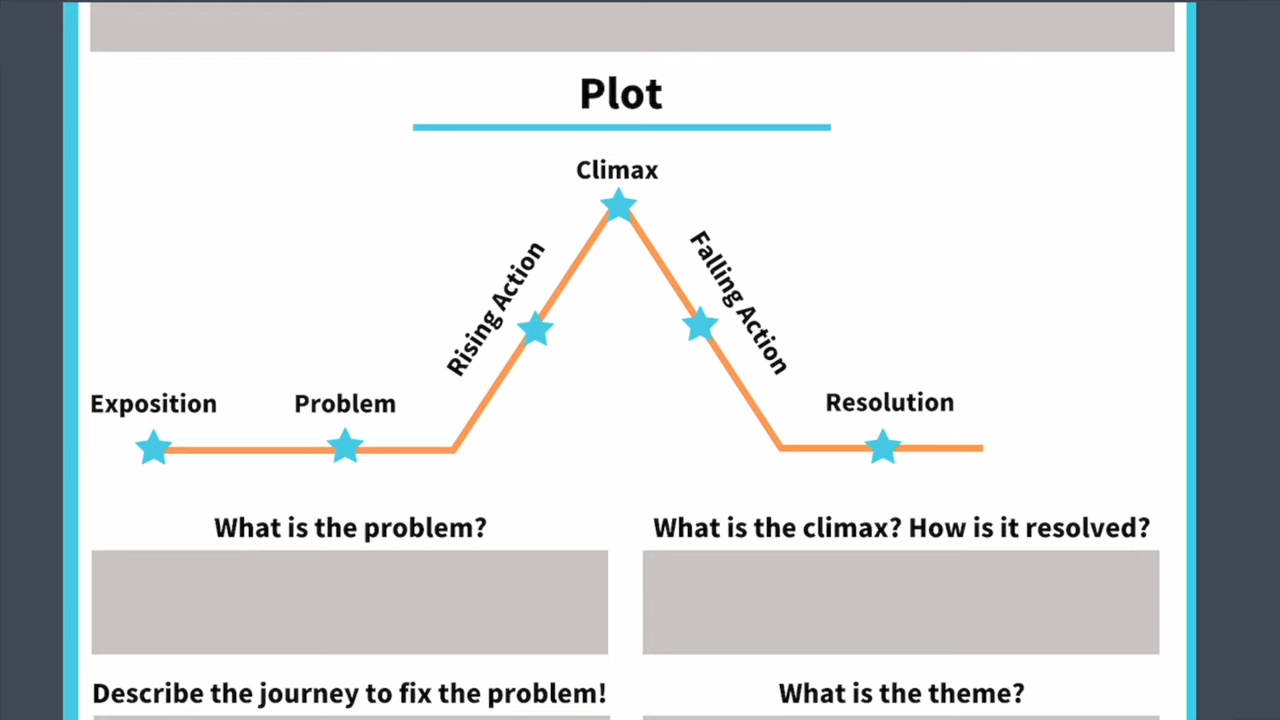 Plot
Climax
Rising Action
Falling Action
Exposition
Problem
Resolution
What is the problem?
What is the climax? How is it resolved?
Describe the journey to fix the problem!
What is the theme?